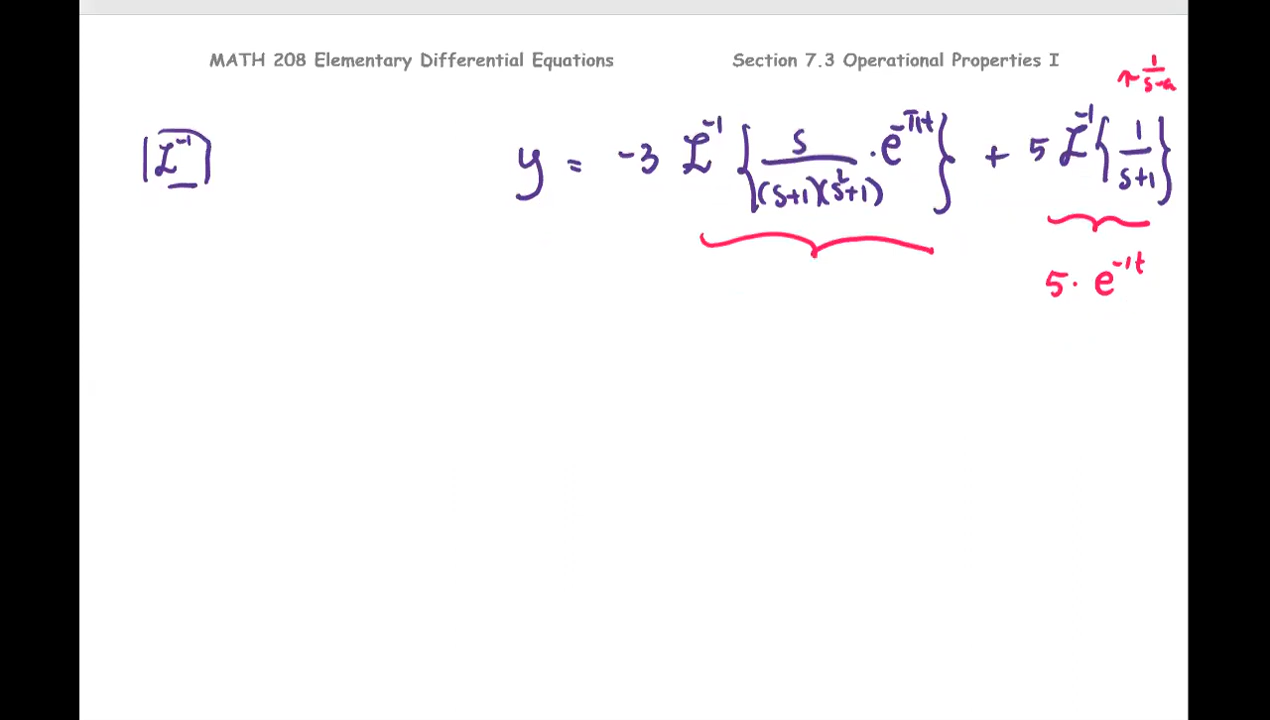 MATH 208 Elementary Differential Equations Section 7.3 Operational Properties I
~ 1/(s-a)
ℒ⁻¹ y = -3 ℒ⁻¹ { s/((s+1)(s²+1)) · e^(-πt) } + 5 ℒ⁻¹ { 1/(s+1) }
5 · e^(-1t)